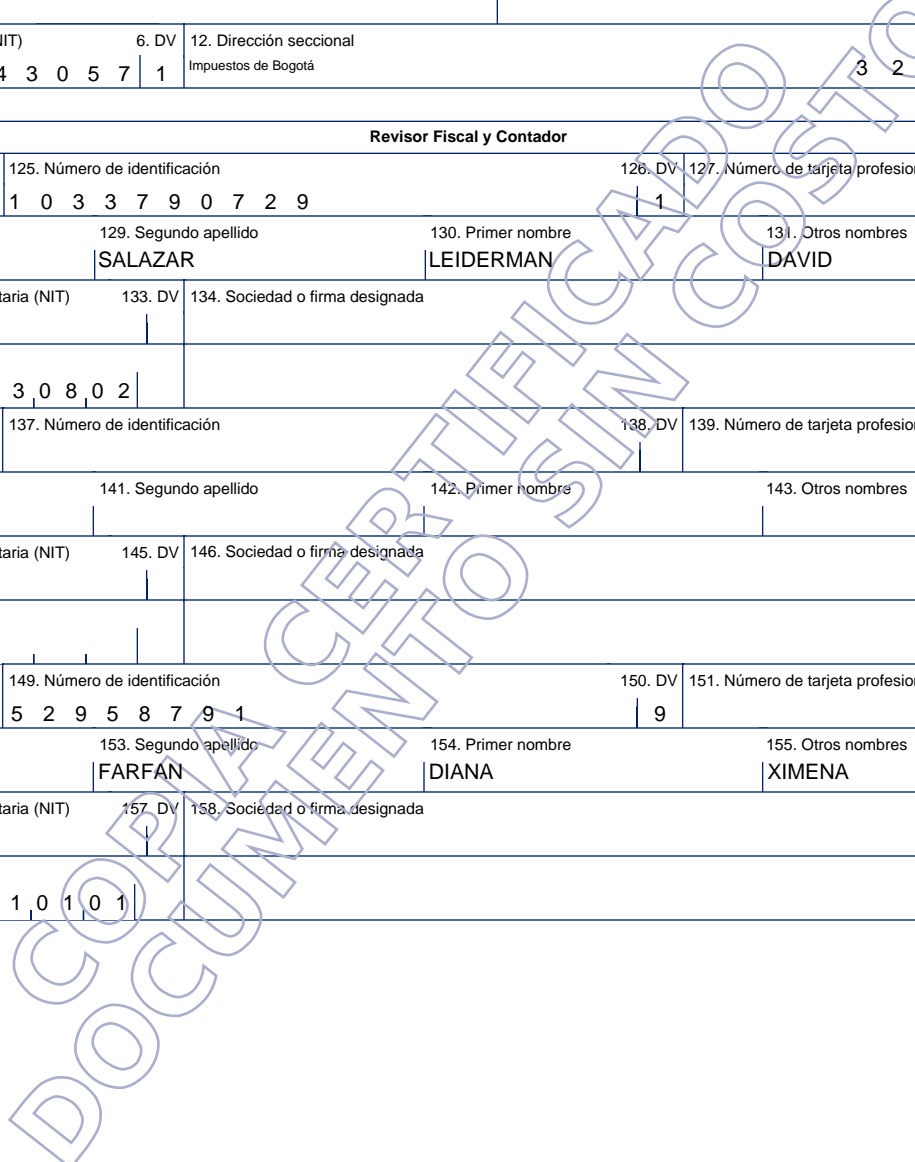 IIT) 6. DV 12. Dirección seccional
4 3 0 5 7 1 Impuestos de Bogotá 3 2
Revisor Fiscal y Contador
125. Número de identificación 126. DV 127. Número de tarjeta profesion
1 0 3 3 7 9 0 7 2 9 1
129. Segundo apellido 130. Primer nombre 131. Otros nombres
SALAZAR LEIDERMAN DAVID
taria (NIT) 133. DV 134. Sociedad o firma designada
3 0 8 0 2
137. Número de identificación 138. DV 139. Número de tarjeta profesion
141. Segundo apellido 142. Primer nombre 143. Otros nombres
taria (NIT) 145. DV 146. Sociedad o firma designada
149. Número de identificación 150. DV 151. Número de tarjeta profesion
5 2 9 5 8 7 9 1 9
153. Segundo apellido 154. Primer nombre 155. Otros nombres
FARFAN DIANA XIMENA
taria (NIT) 157. DV 158. Sociedad o firma designada
1 0 1 0 1
COPIA CERTIFICADO
DOCUMENTO SIN COSTO